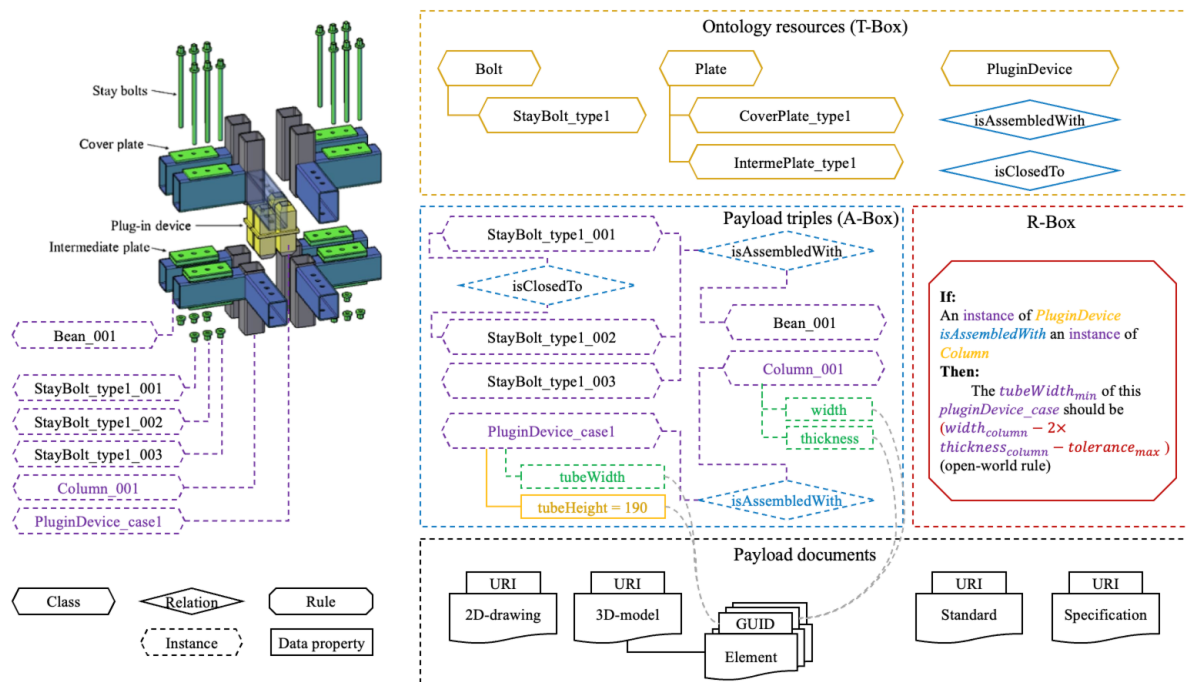 Stay bolts
Cover plate
Plug-in device
Intermediate plate
Bean_001
StayBolt_type1_001
StayBolt_type1_002
StayBolt_type1_003
Column_001
PluginDevice_case1
Class
Relation
Rule
Instance
Data property
Ontology resources (T-Box)
Bolt
StayBolt_type1
Plate
CoverPlate_type1
IntermePlate_type1
PluginDevice
isAssembledWith
isClosedTo
Payload triples (A-Box)
StayBolt_type1_001
isAssembledWith
isClosedTo
Bean_001
StayBolt_type1_002
StayBolt_type1_003
Column_001
width
thickness
PluginDevice_case1
tubeWidth
tubeHeight = 190
isAssembledWith
R-Box
If:
An instance of PluginDevice
isAssembledWith an instance of
Column
Then:
The tubeWidth_min of this
pluginDevice_case should be
(width_column − 2×
thickness_column − tolerance_max )
(open-world rule)
Payload documents
URI
2D-drawing
URI
3D-model
GUID
Element
URI
Standard
URI
Specification